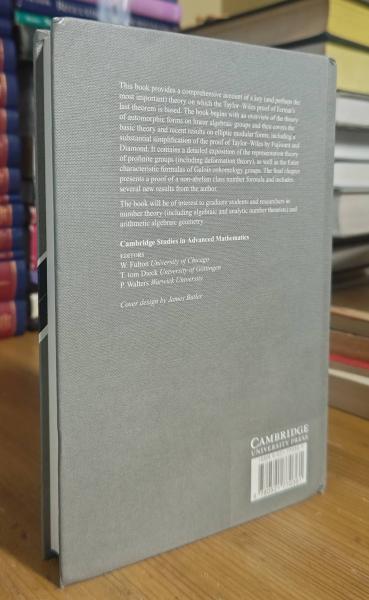 This book provides a comprehensive account of a key (and perhaps the
most important) theory on which the Taylor–Wiles proof of Fermat's
last theorem is based. The book begins with an overview of the theory
of automorphic forms on linear algebraic groups and then covers the
basic theory and recent results on elliptic modular forms, including a
substantial simplification of the proof of Taylor–Wiles by Fujiwara and
Diamond. It contains a detailed exposition of the representation theory
of profinite groups (including deformation theory), as well as the Euler
characteristic formulas of Galois cohomology groups. The final chapter
presents a proof of a non-abelian class number formula and includes
several new results from the author.
The book will be of interest to graduate students and researchers in
number theory (including algebraic and analytic number theorists) and
arithmetic algebraic geometry.
Cambridge Studies in Advanced Mathematics
EDITORS
W. Fulton University of Chicago
T. tom Dieck University of Göttingen
P. Walters Warwick University
Cover design by James Butler
CAMBRIDGE
UNIVERSITY PRESS